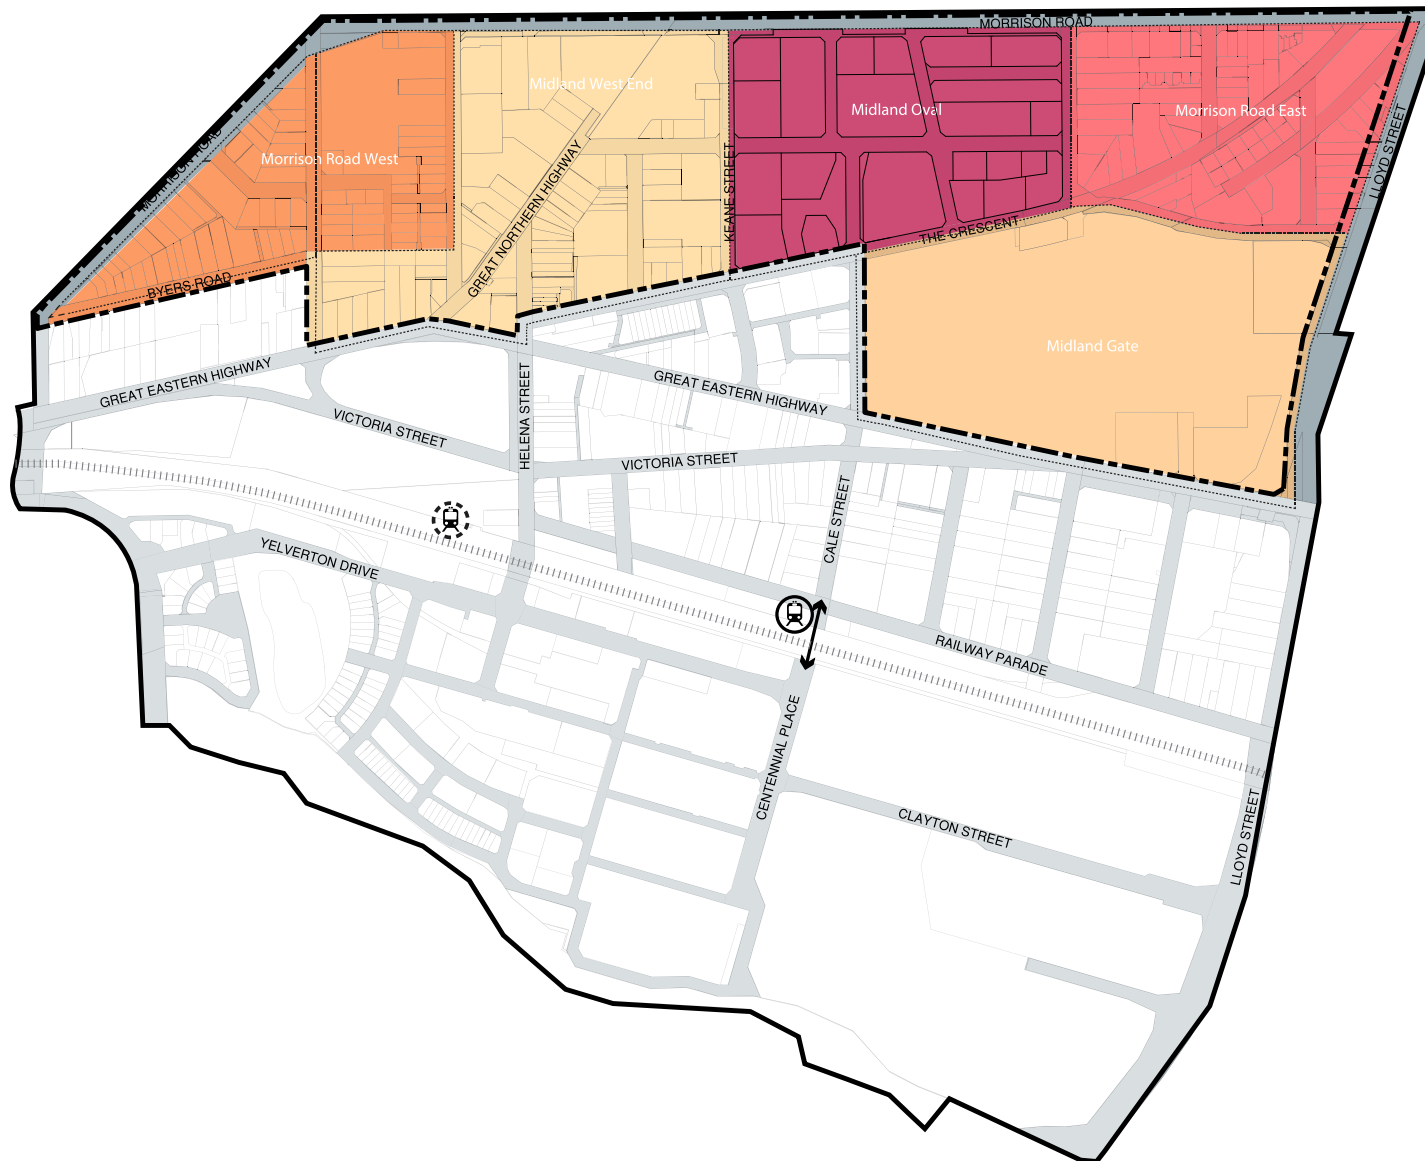 MORRISON ROAD
Midland West End
Midland Oval
Morrison Road East
Morrison Road West
MORRISON ROAD
LLOYD STREET
KEANE STREET
GREAT NORTHERN HIGHWAY
THE CRESCENT
BYERS ROAD
Midland Gate
GREAT EASTERN HIGHWAY
GREAT EASTERN HIGHWAY
HELENA STREET
VICTORIA STREET
VICTORIA STREET
CALE STREET
YELVERTON DRIVE
RAILWAY PARADE
CENTENNIAL PLACE
CLAYTON STREET
LLOYD STREET